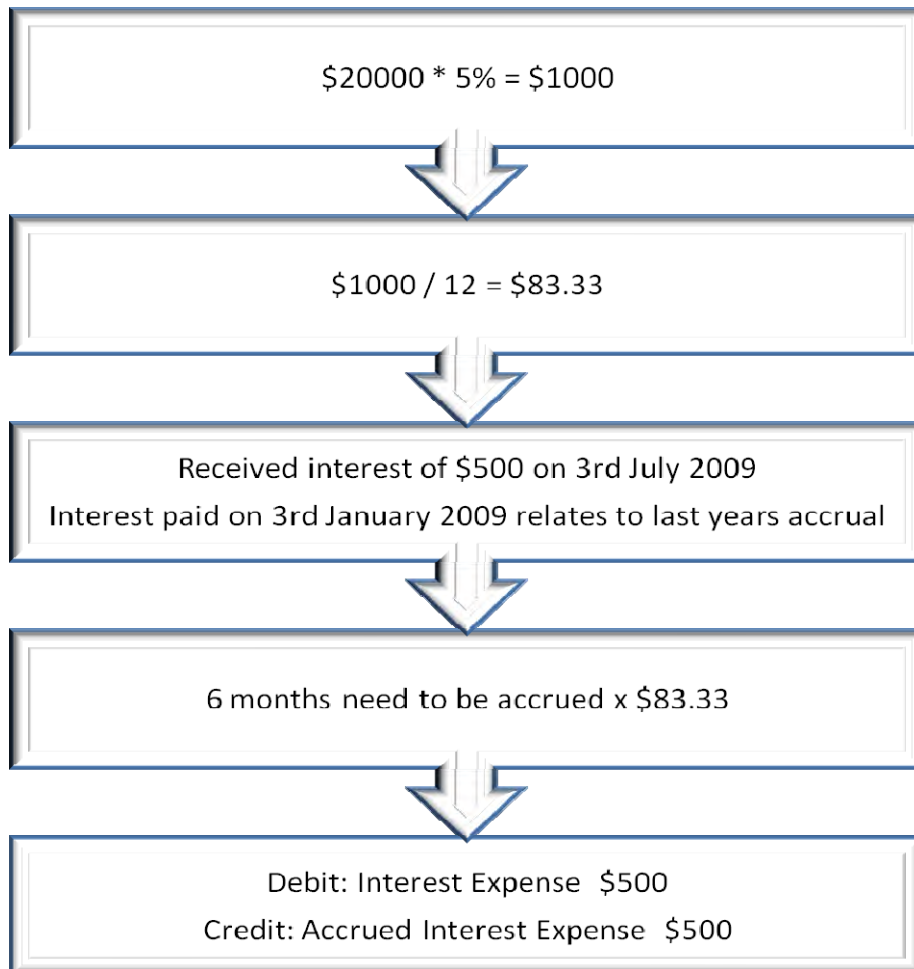 $20000 * 5% = $1000
$1000 / 12 = $83.33
Received interest of $500 on 3rd July 2009
Interest paid on 3rd January 2009 relates to last years accrual
6 months need to be accrued x $83.33
Debit: Interest Expense $500
Credit: Accrued Interest Expense $500